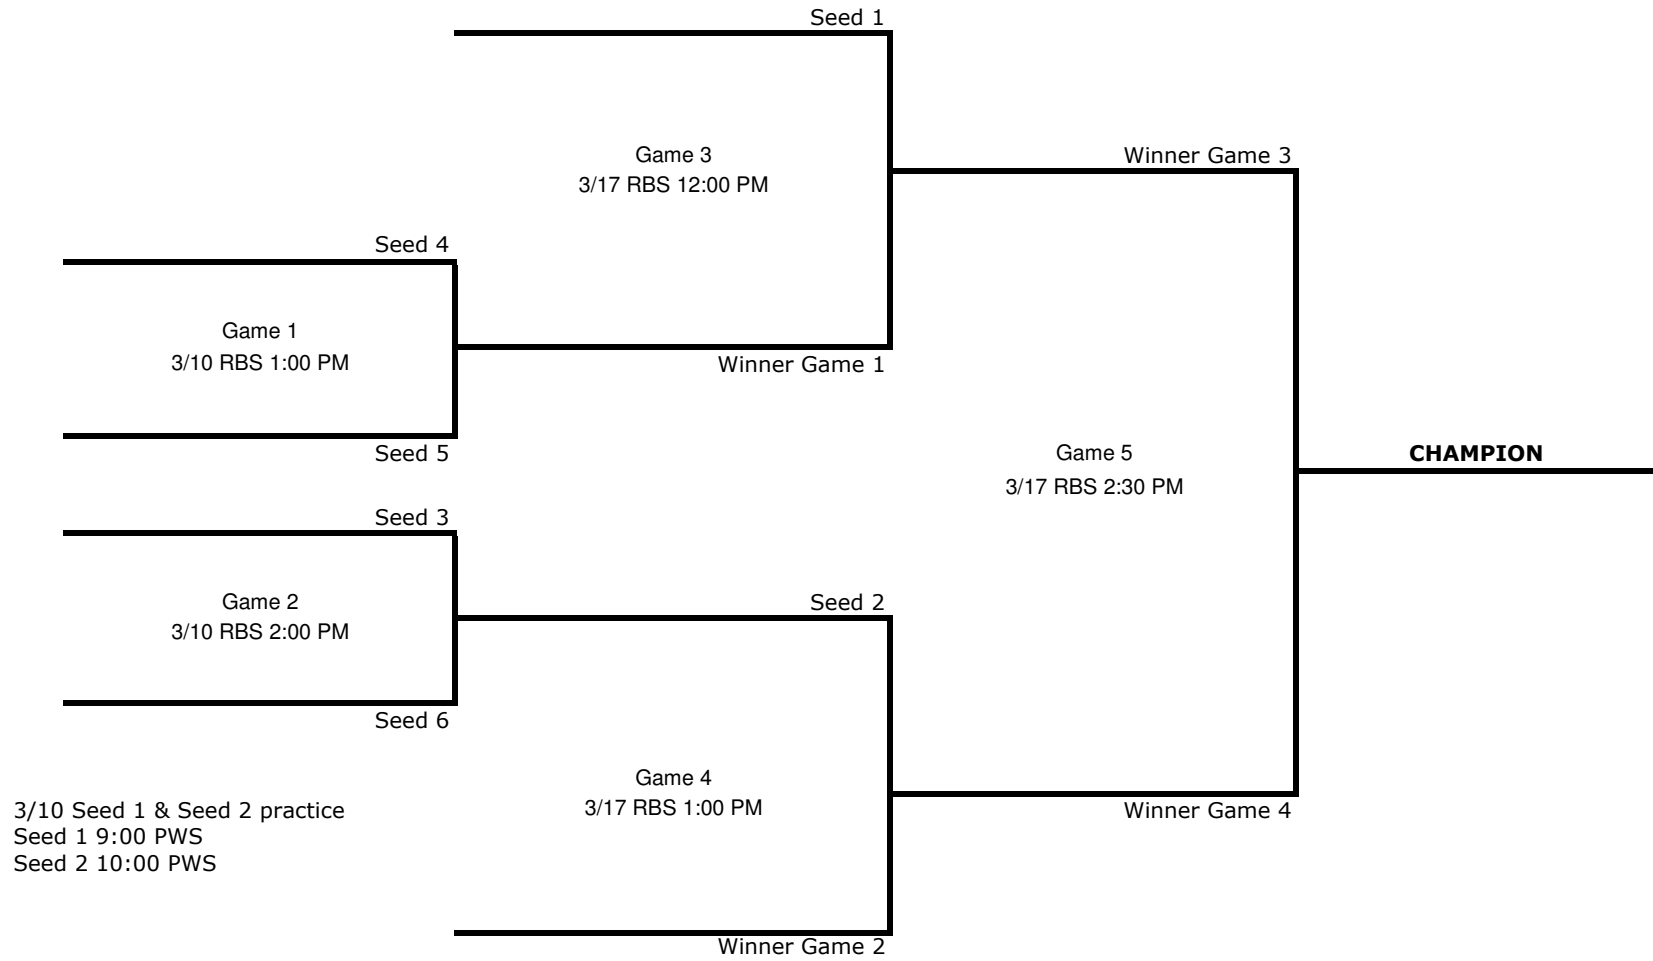 Seed 1
Game 3
3/17 RBS 12:00 PM
Winner Game 3
Seed 4
Game 1
3/10 RBS 1:00 PM
Winner Game 1
Seed 5
Game 5
3/17 RBS 2:30 PM
CHAMPION
Seed 3
Game 2
3/10 RBS 2:00 PM
Seed 2
Seed 6
Game 4
3/17 RBS 1:00 PM
Winner Game 4
3/10 Seed 1 & Seed 2 practice
Seed 1 9:00 PWS
Seed 2 10:00 PWS
Winner Game 2